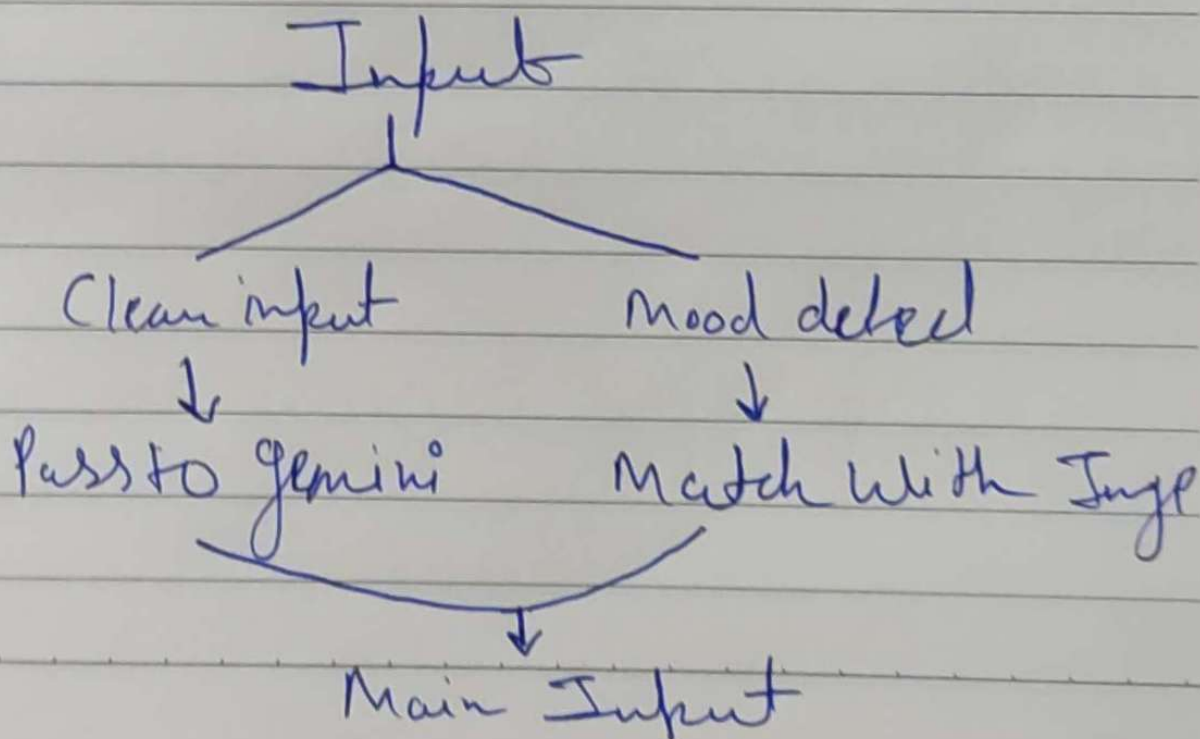 Input
Clean input Mood detect
Pass to gemini Match With
Main Input